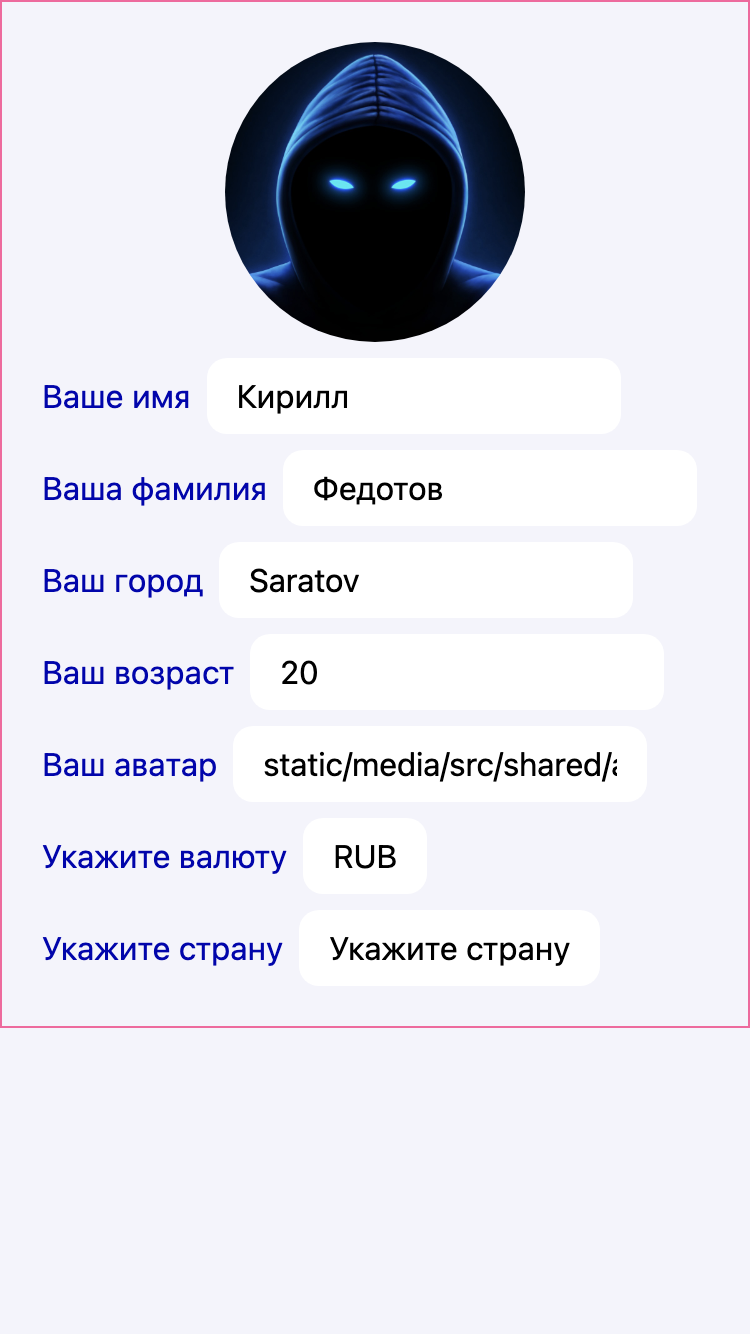 Ваше имя Кирилл
Ваша фамилия Федотов
Ваш город Saratov
Ваш возраст 20
Ваш аватар static/media/src/shared/
Укажите валюту RUB
Укажите страну Укажите страну